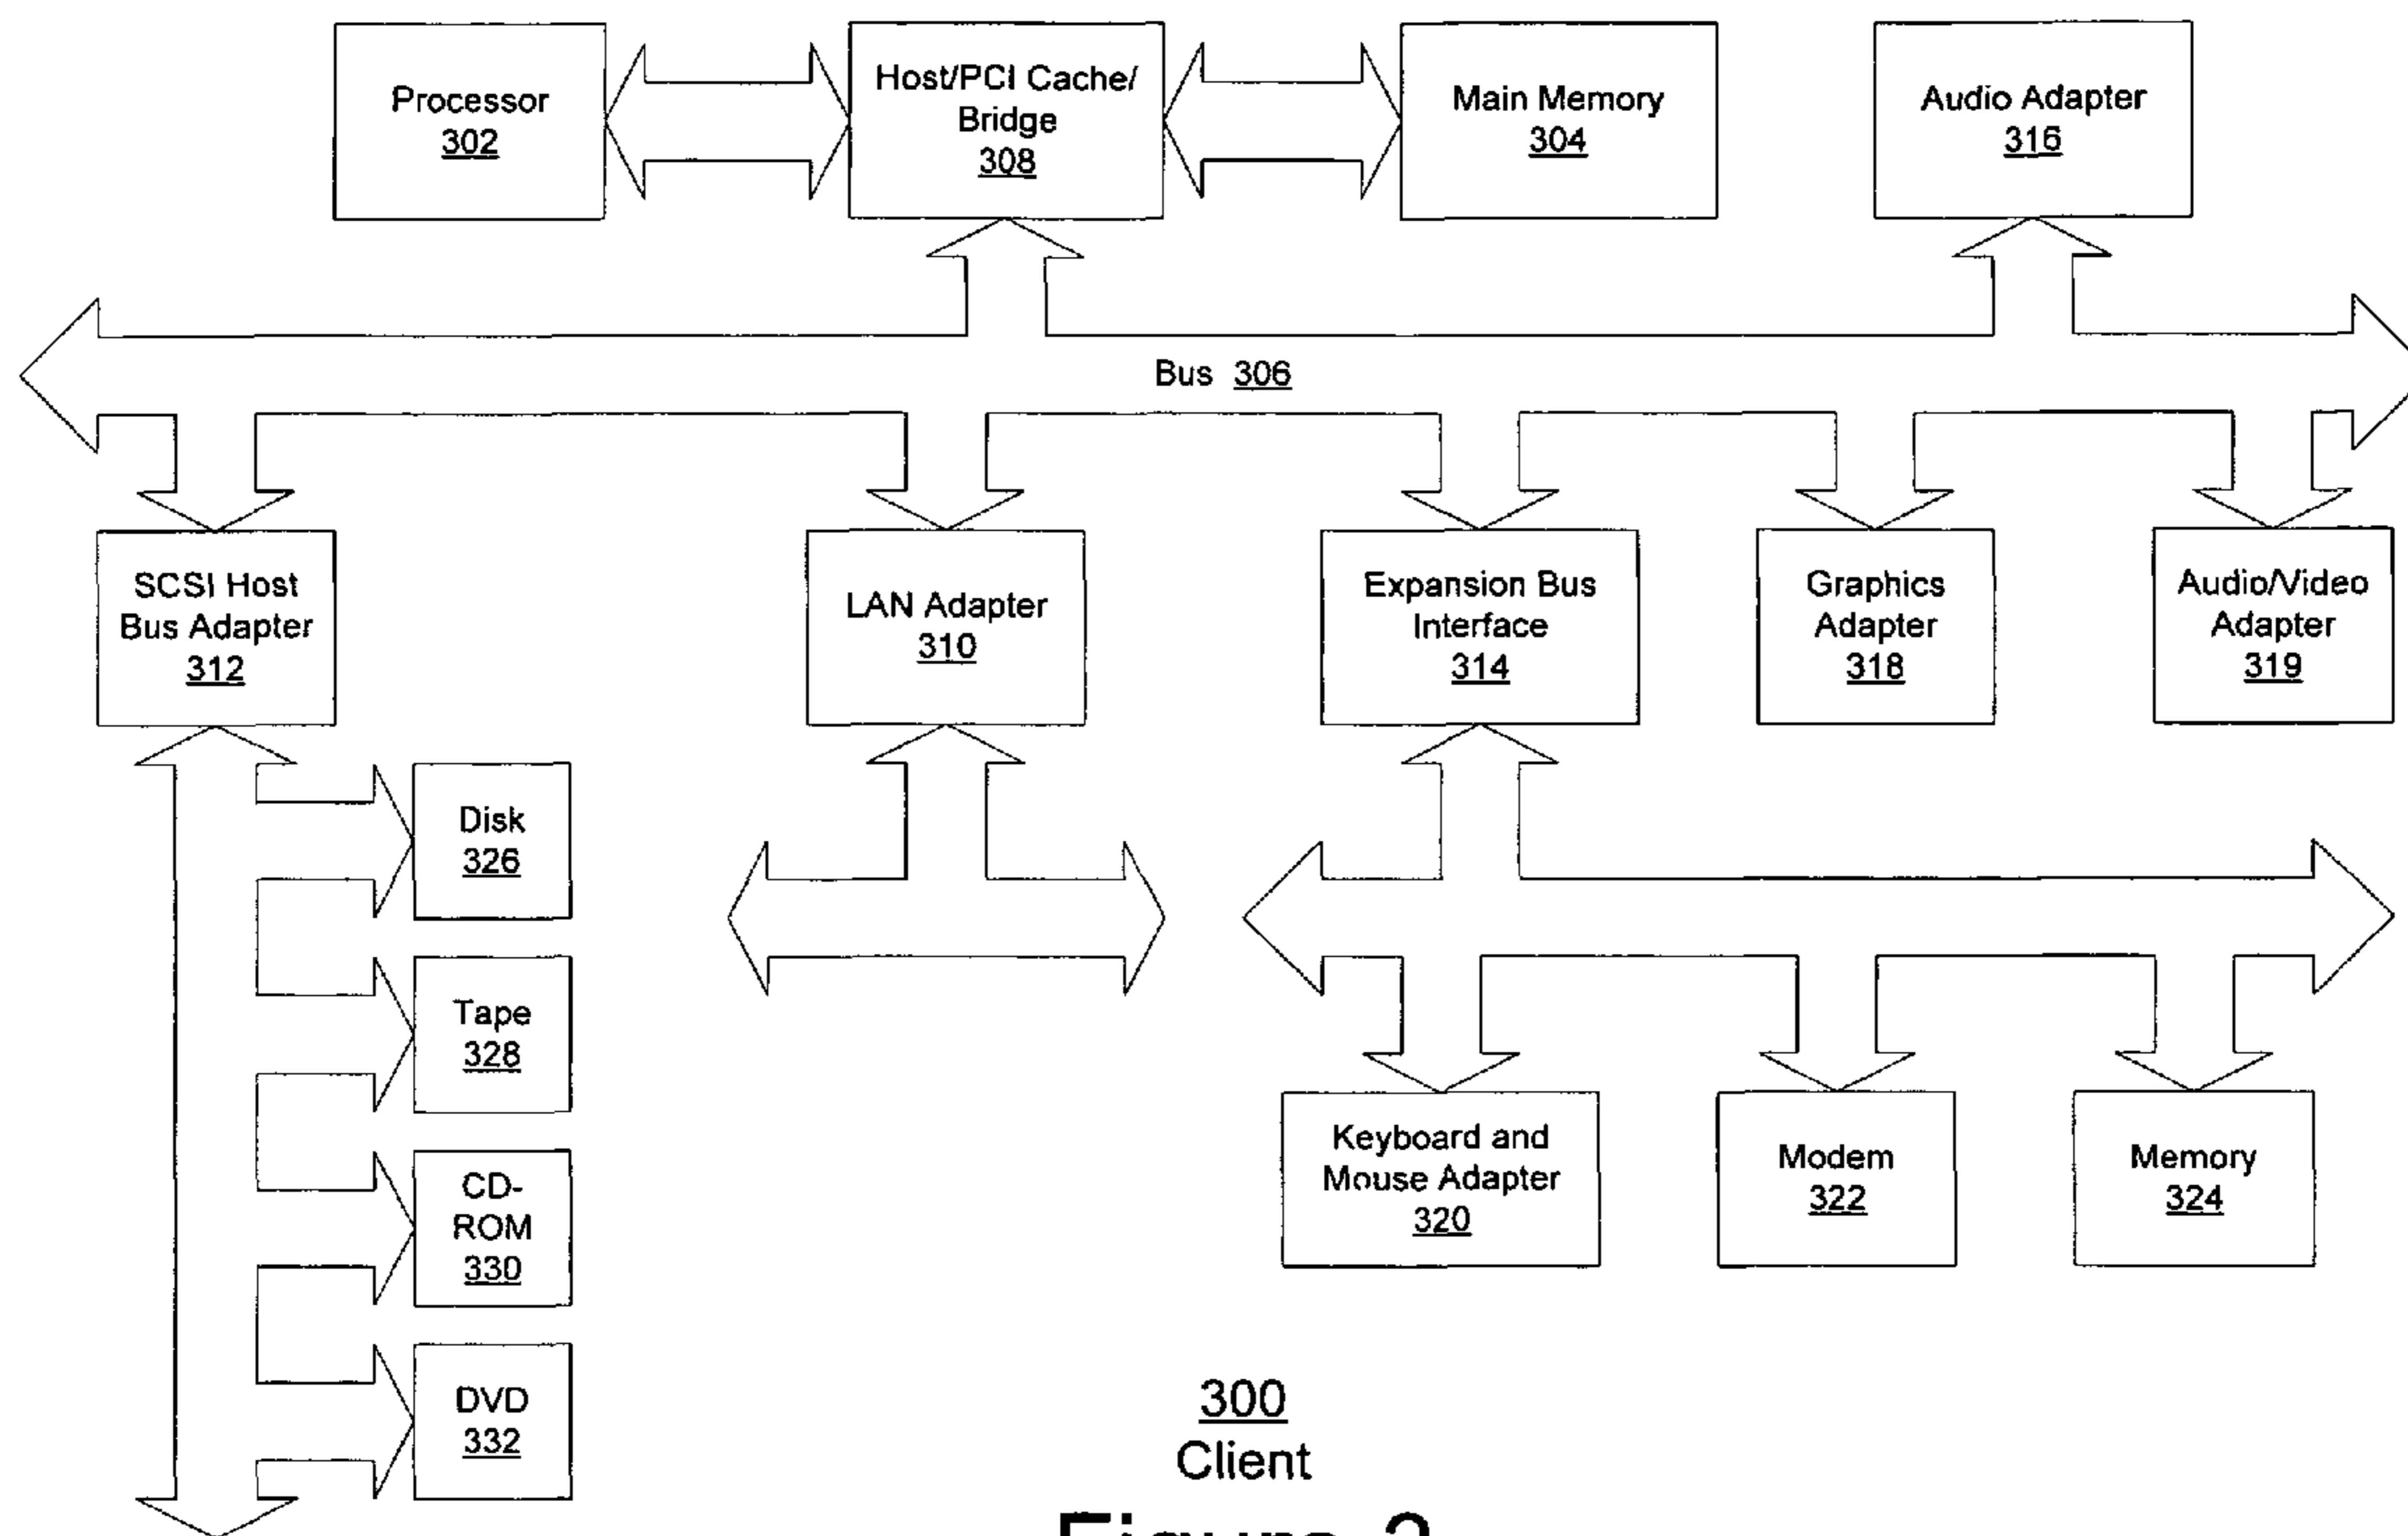 Processor
302
Host/PCI Cache/
Bridge
308
Main Memory
304
Audio Adapter
316
Bus 306
SCSI Host
Bus Adapter
312
LAN Adapter
310
Expansion Bus
Interface
314
Graphics
Adapter
318
Audio/Video
Adapter
319
Disk
326
Tape
328
CD-
ROM
330
DVD
332
Keyboard and
Mouse Adapter
320
Modem
322
Memory
324
300
Client